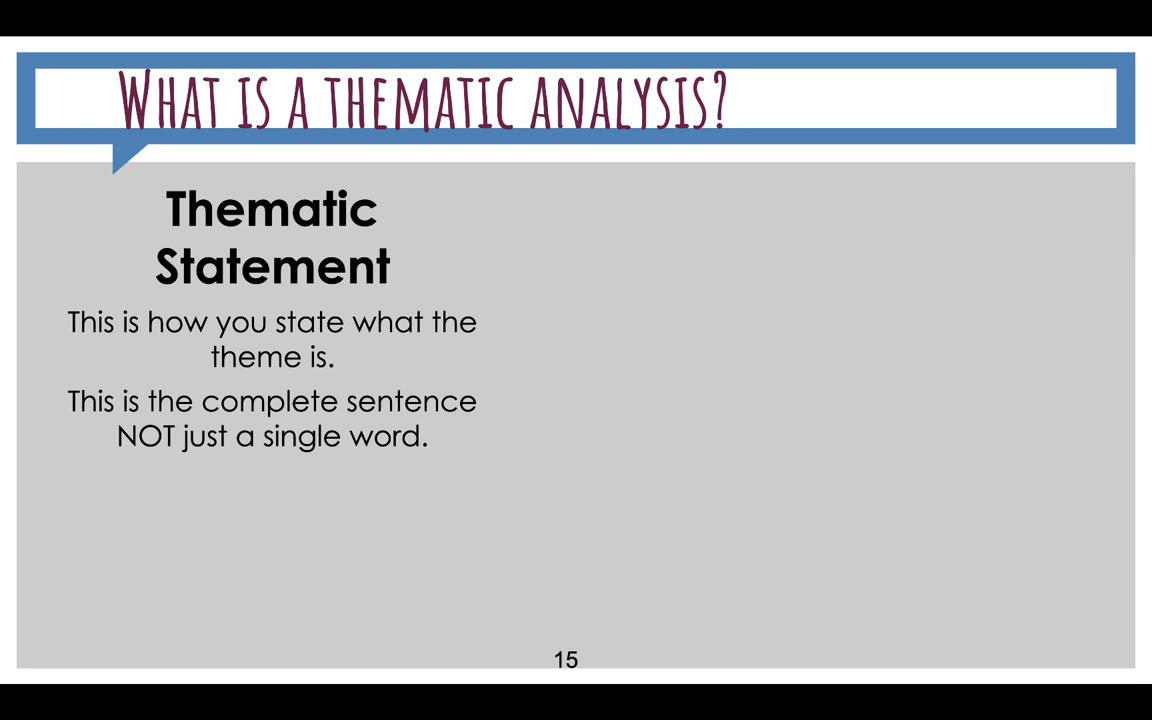 What is a thematic analysis?
Thematic
Statement
This is how you state what the
theme is.
This is the complete sentence
NOT just a single word.
15